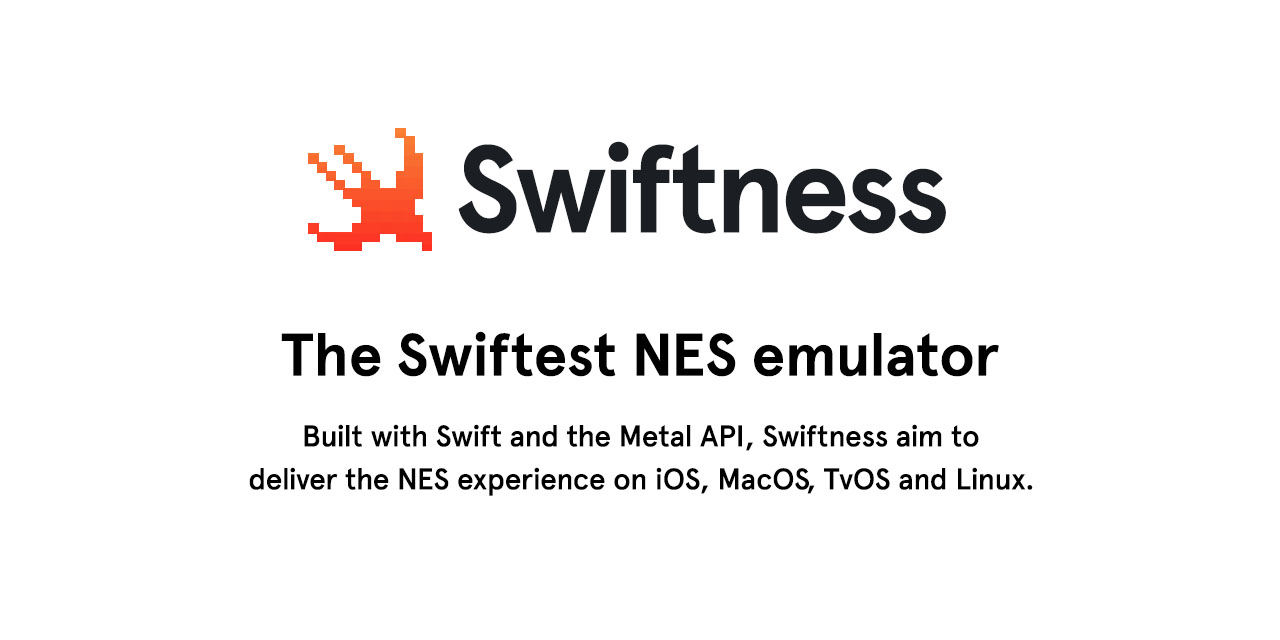 Swiftness
The Swiftest NES emulator
Built with Swift and the Metal API, Swiftness aim to
deliver the NES experience on iOS, MacOS, TvOS and Linux.